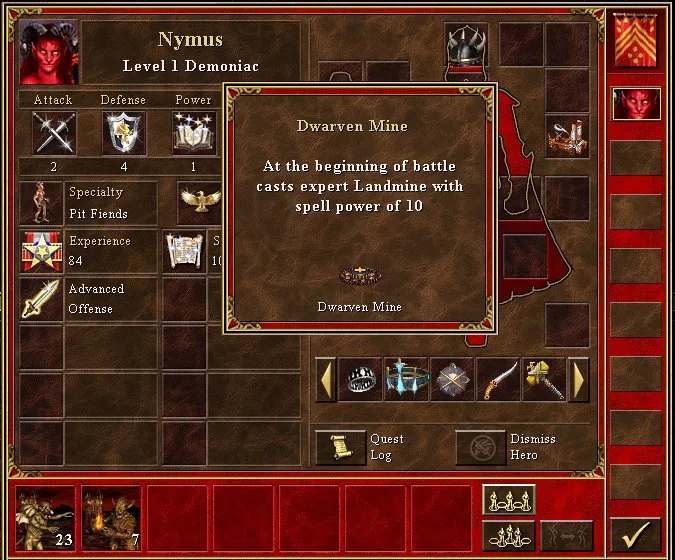 Nymus
Level 1 Demoniac
Attack Defense Power
2 4 1
Specialty
Pit Fiends
Experience
84
S
10
Advanced
Offense
Dwarven Mine
At the beginning of battle
casts expert Landmine with
spell power of 10
Dwarven Mine
Quest
Log
Dismiss
Hero
23 7